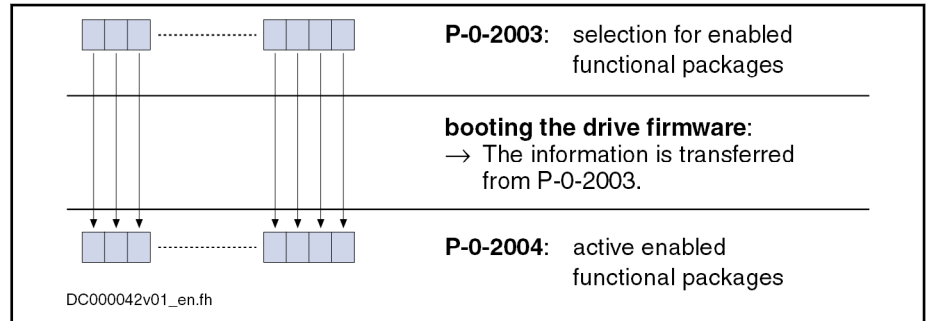 P-0-2003: selection for enabled
functional packages
booting the drive firmware:
→ The information is transferred
from P-0-2003.
P-0-2004: active enabled
functional packages
DC000042v01_en.fh